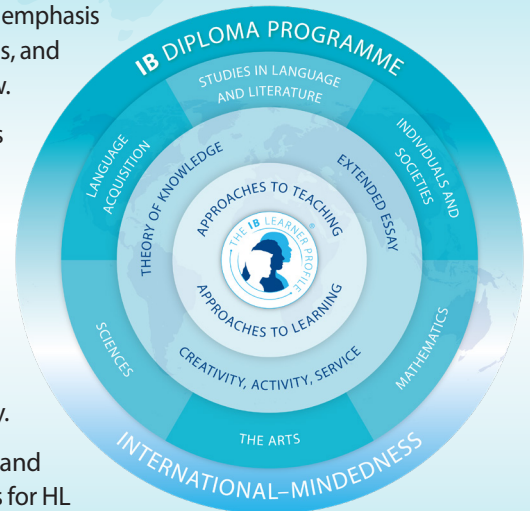 emphasis
s, and
v.
s
y.
and
s for HL
IB DIPLOMA PROGRAMME
STUDIES IN LANGUAGE
AND LITERATURE
LANGUAGE
ACQUISITION
INDIVIDUALS AND
SOCIETIES
THEORY OF KNOWLEDGE
EXTENDED ESSAY
APPROACHES TO TEACHING
THE IB LEARNER PROFILE
®
APPROACHES TO LEARNING
CREATIVITY, ACTIVITY, SERVICE
SCIENCES
MATHEMATICS
THE ARTS
INTERNATIONAL–MINDEDNESS